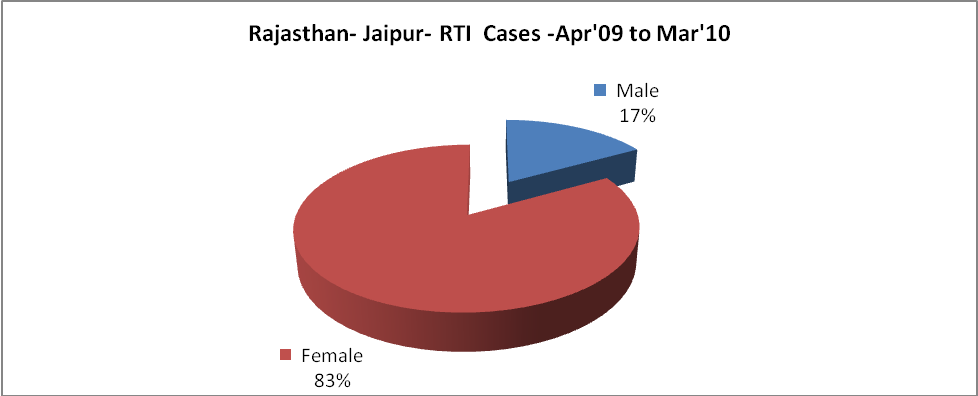 Rajasthan- Jaipur- RTI  Cases -Apr'09 to Mar'10
Male
17%
Female
83%